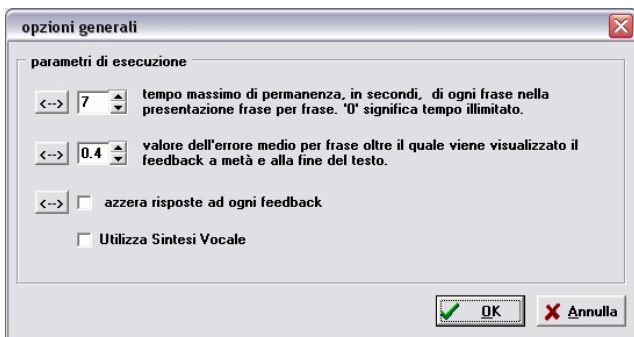 opzioni generali
parametri di esecuzione
<--> 7 tempo massimo di permanenza, in secondi, di ogni frase nella
presentazione frase per frase. '0' significa tempo illimitato.
<--> 0.4 valore dell'errore medio per frase oltre il quale viene visualizzato il
feedback a metà e alla fine del testo.
<--> azzera risposte ad ogni feedback
Utilizza Sintesi Vocale
OK Annulla